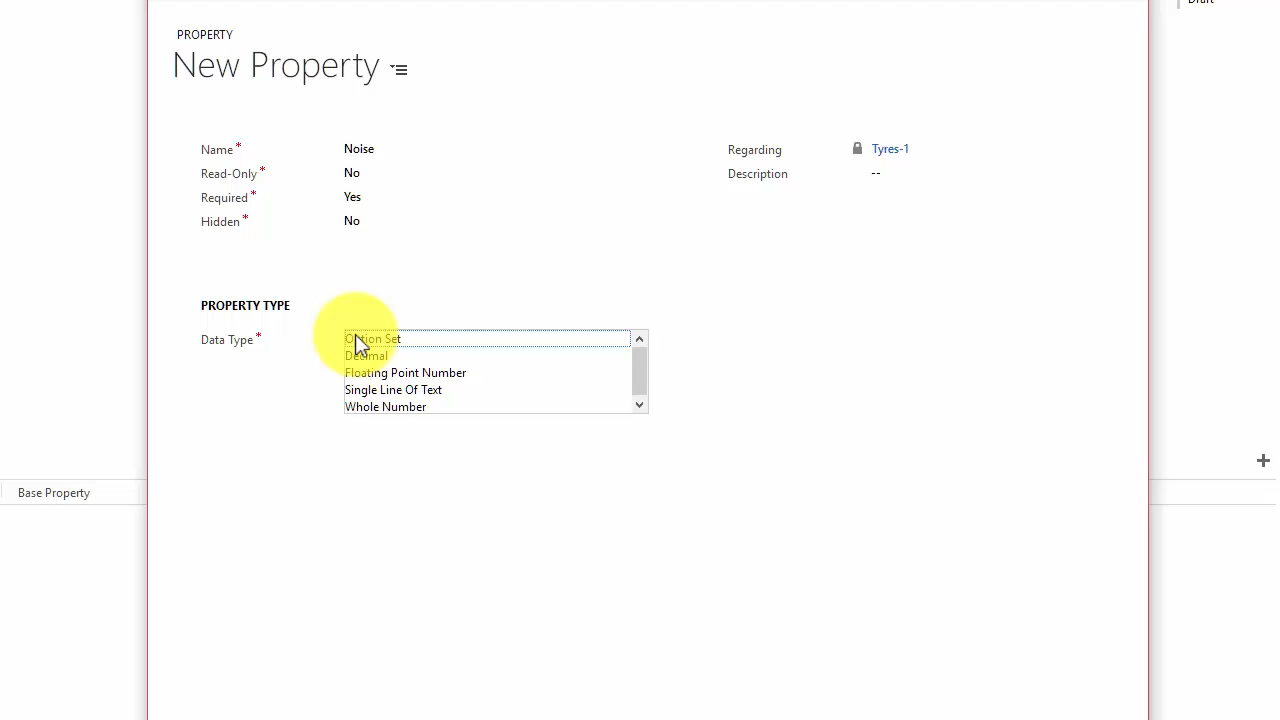 Draft
PROPERTY
New Property
Name *
Noise
Regarding
Tyres-1
Read-Only *
No
Description
--
Required *
Yes
Hidden *
No
PROPERTY TYPE
Data Type *
Option Set
Decimal
Floating Point Number
Single Line Of Text
Whole Number
Base Property